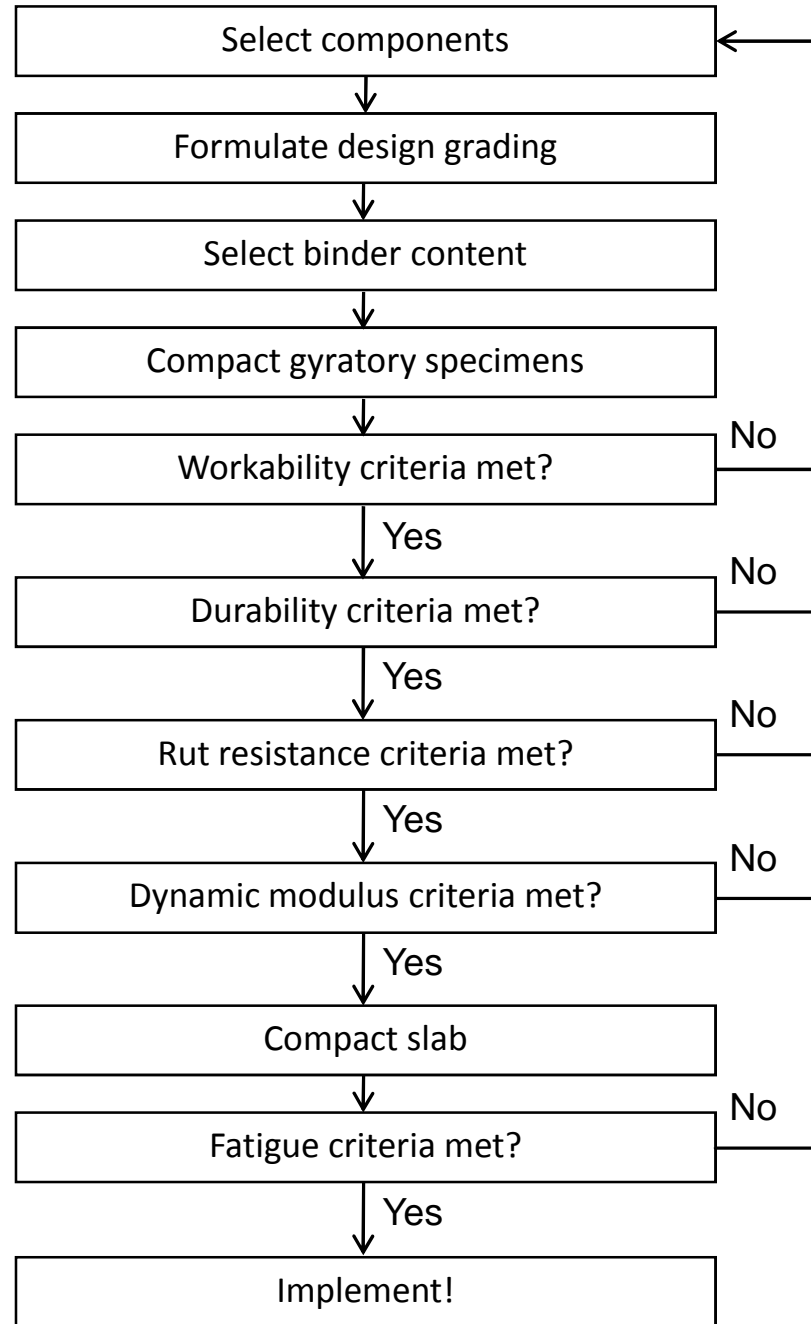 Select components
Formulate design grading
Select binder content
Compact gyratory specimens
Workability criteria met?
No
Yes
Durability criteria met?
No
Yes
Rut resistance criteria met?
No
Yes
Dynamic modulus criteria met?
No
Yes
Compact slab
Fatigue criteria met?
No
Yes
Implement!